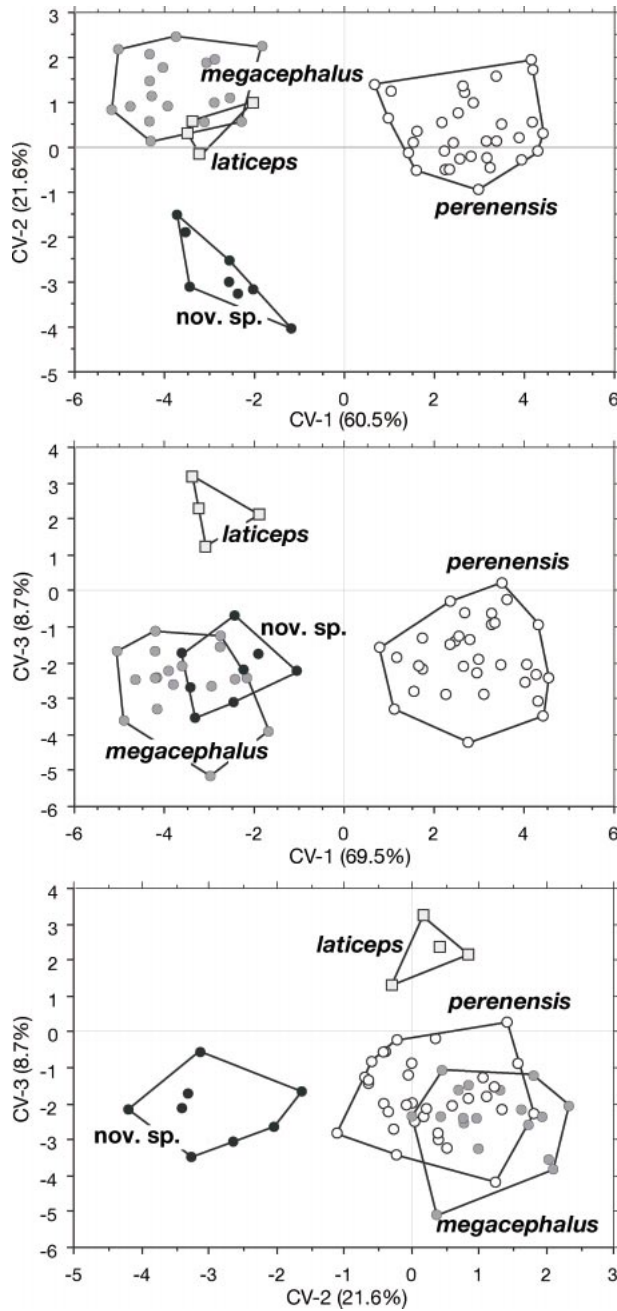 3
2
1
0
-1
-2
-3
-4
-5
CV-2 (21.6%)
megacephalus
laticeps
perenensis
nov. sp.
-6 -4 -2 0 2 4 6
CV-1 (60.5%)
4
3
2
1
0
-1
-2
-3
-4
-5
-6
CV-3 (8.7%)
laticeps
perenensis
nov. sp.
megacephalus
-6 -4 -2 0 2 4 6
CV-1 (69.5%)
4
3
2
1
0
-1
-2
-3
-4
-5
-6
CV-3 (8.7%)
laticeps
perenensis
nov. sp.
megacephalus
-5 -4 -3 -2 -1 0 1 2 3
CV-2 (21.6%)